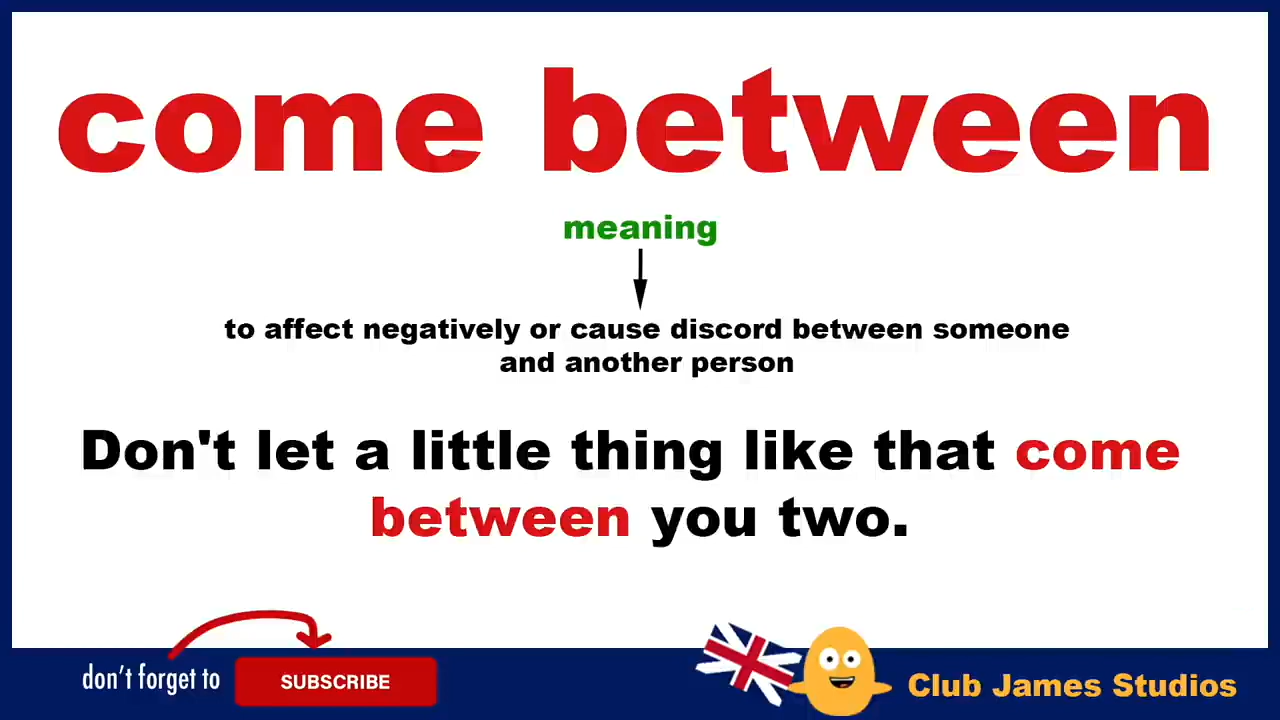 come between
meaning
to affect negatively or cause discord between someone
and another person
Don't let a little thing like that come
between you two.
don't forget to
SUBSCRIBE
Club James Studios